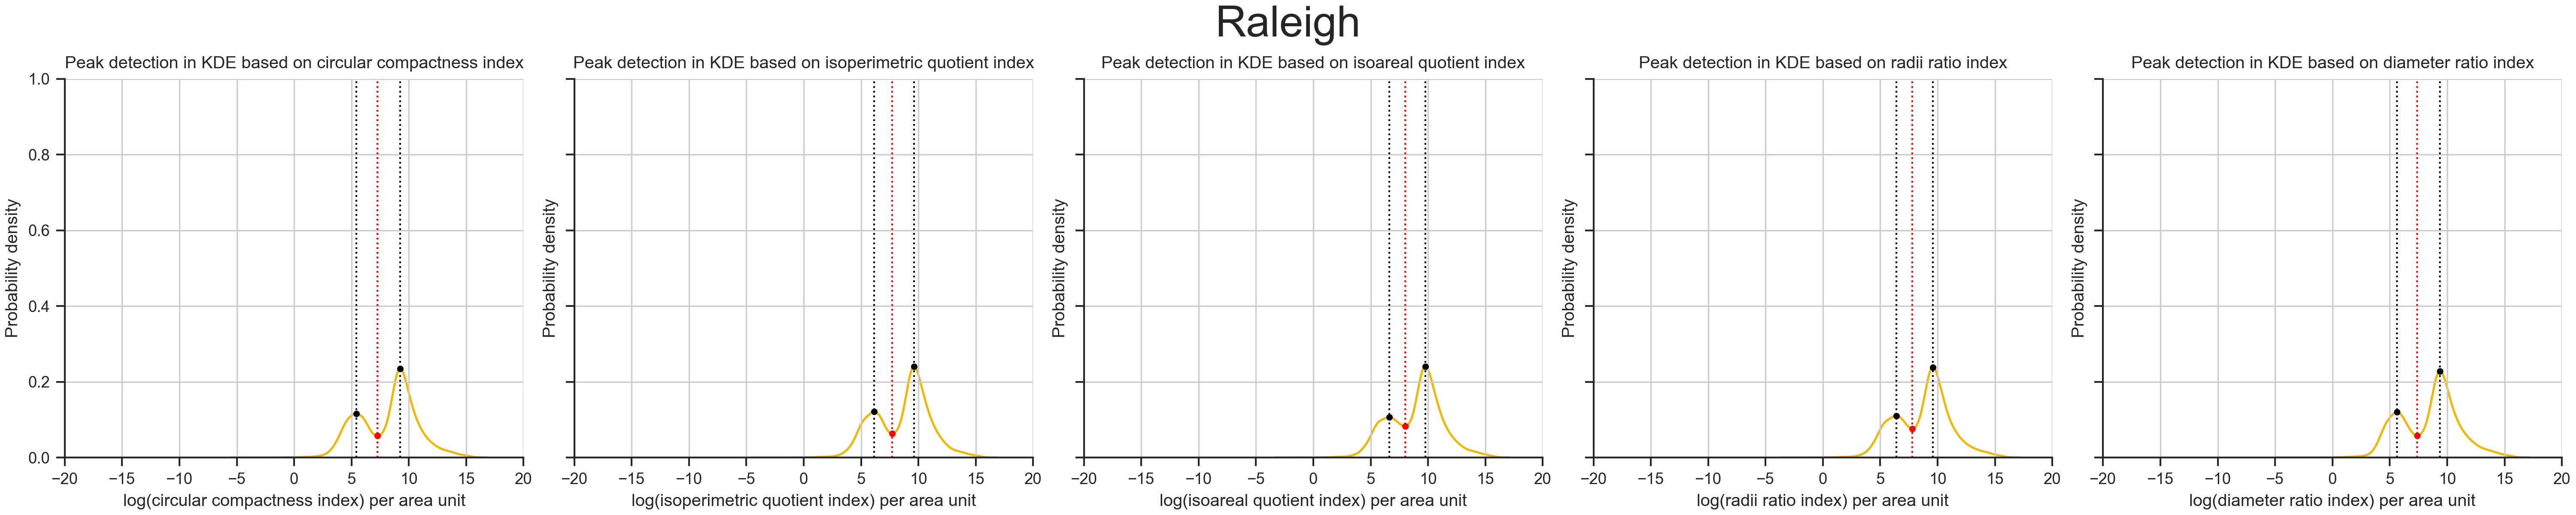 Raleigh
Peak detection in KDE based on circular compactness index
Probability density
1.0
0.8
0.6
0.4
0.2
0.0
−20 −15 −10 −5 0 5 10 15 20
log(circular compactness index) per area unit
Peak detection in KDE based on isoperimetric quotient index
Probability density
−20 −15 −10 −5 0 5 10 15 20
log(isoperimetric quotient index) per area unit
Peak detection in KDE based on isoareal quotient index
Probability density
−20 −15 −10 −5 0 5 10 15 20
log(isoareal quotient index) per area unit
Peak detection in KDE based on radii ratio index
Probability density
−20 −15 −10 −5 0 5 10 15 20
log(radii ratio index) per area unit
Peak detection in KDE based on diameter ratio index
Probability density
−20 −15 −10 −5 0 5 10 15 20
log(diameter ratio index) per area unit